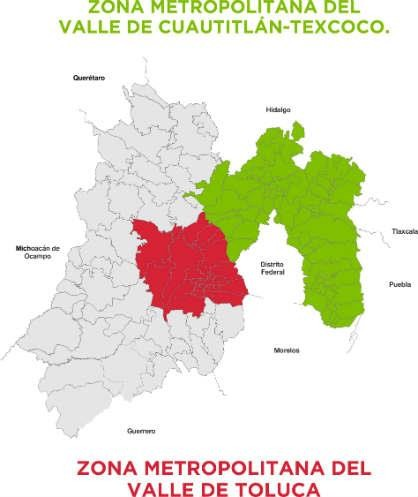 ZONA METROPOLITANA DEL
VALLE DE CUAUTITLÁN-TEXCOCO.
Querétaro
Hidalgo
Tlaxcala
Michoacán de
Ocampo
Distrito
Federal
Puebla
Morelos
Guerrero
ZONA METROPOLITANA DEL
VALLE DE TOLUCA